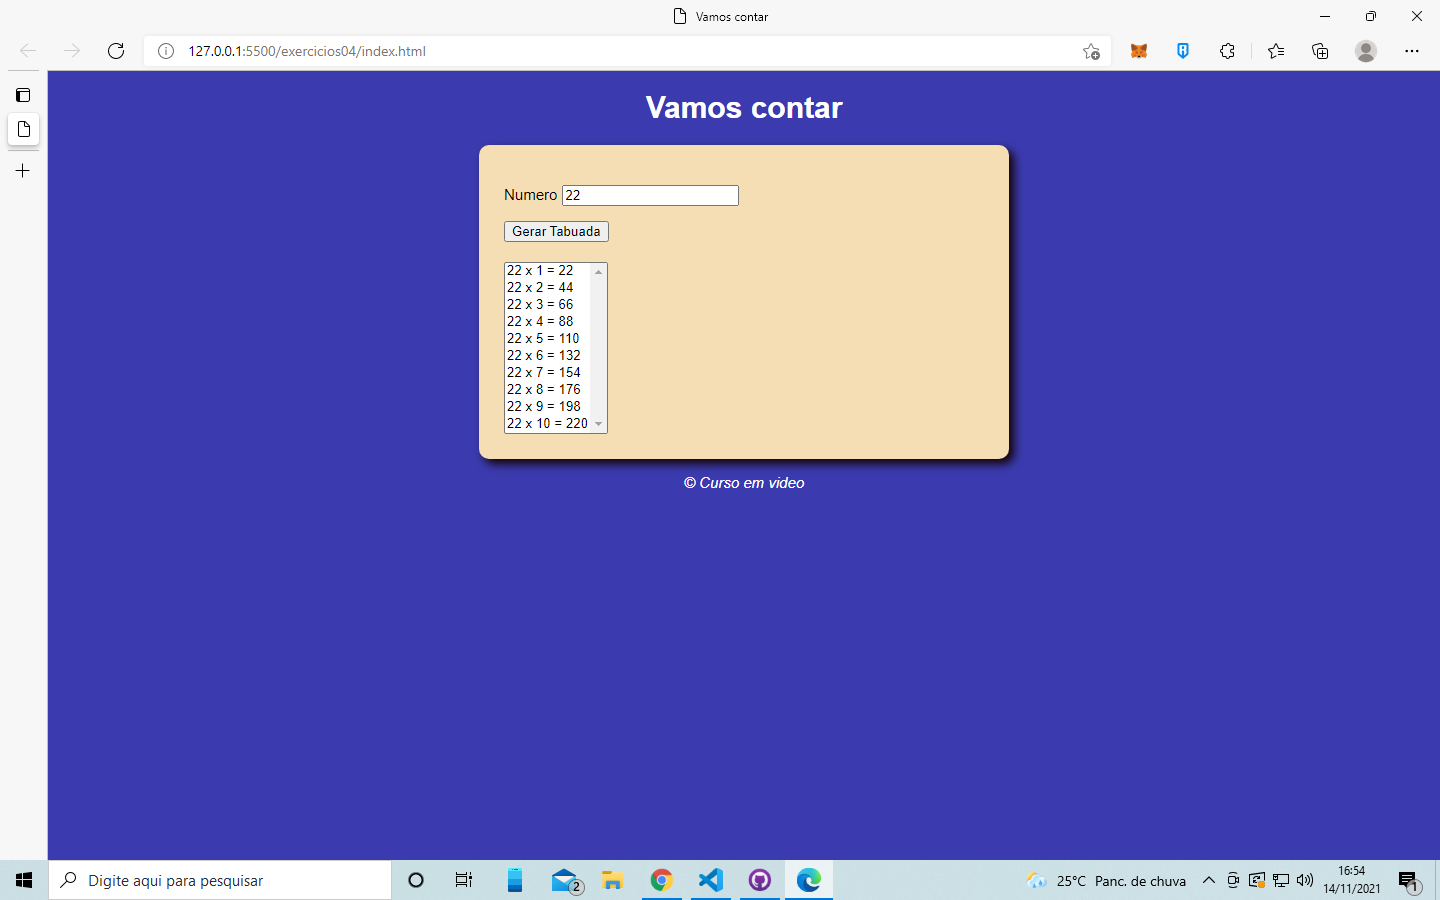 Vamos contar
127.0.0.1:5500/exercicios04/index.html
Vamos contar
Numero 22
Gerar Tabuada
22 x 1 = 22
22 x 2 = 44
22 x 3 = 66
22 x 4 = 88
22 x 5 = 110
22 x 6 = 132
22 x 7 = 154
22 x 8 = 176
22 x 9 = 198
22 x 10 = 220
© Curso em video
Digite aqui para pesquisar
2
25°C Panc. de chuva
16:54
14/11/2021
1